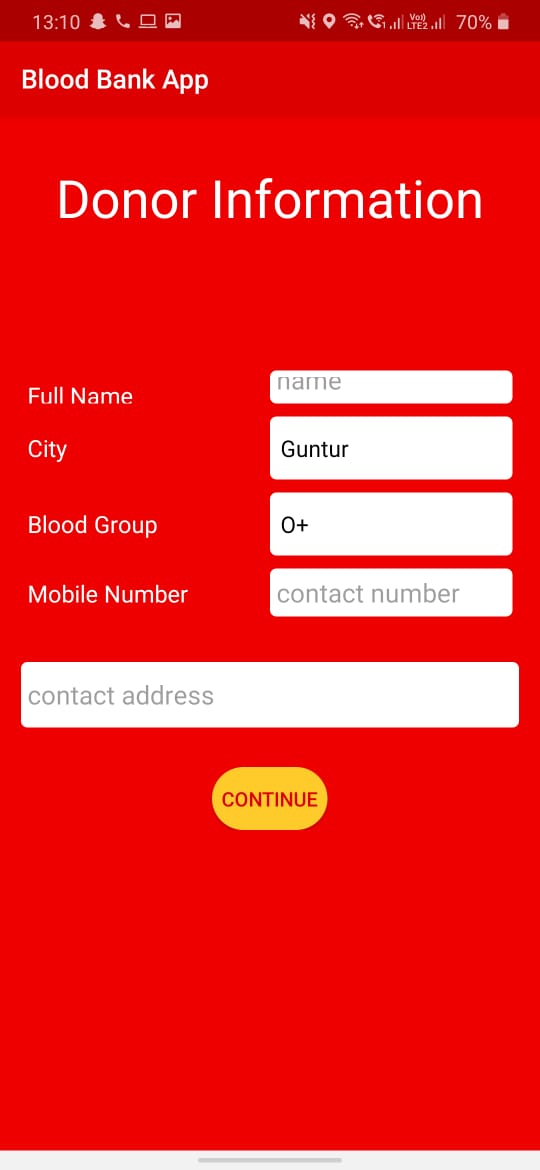 13:10 Vo)) LTE2 70%
Blood Bank App
Donor Information
Full Name name
City Guntur
Blood Group O+
Mobile Number contact number
contact address
CONTINUE